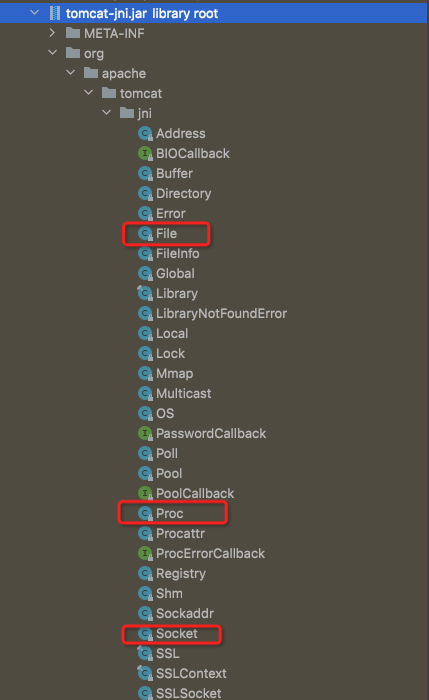 tomcat-jni.jar library root
META-INF
org
apache
tomcat
jni
Address
BIOCallback
Buffer
Directory
Error
File
FileInfo
Global
Library
LibraryNotFoundError
Local
Lock
Mmap
Multicast
OS
PasswordCallback
Poll
Pool
PoolCallback
Proc
Procattr
ProcErrorCallback
Registry
Shm
Sockaddr
Socket
SSL
SSLContext
SSLSocket